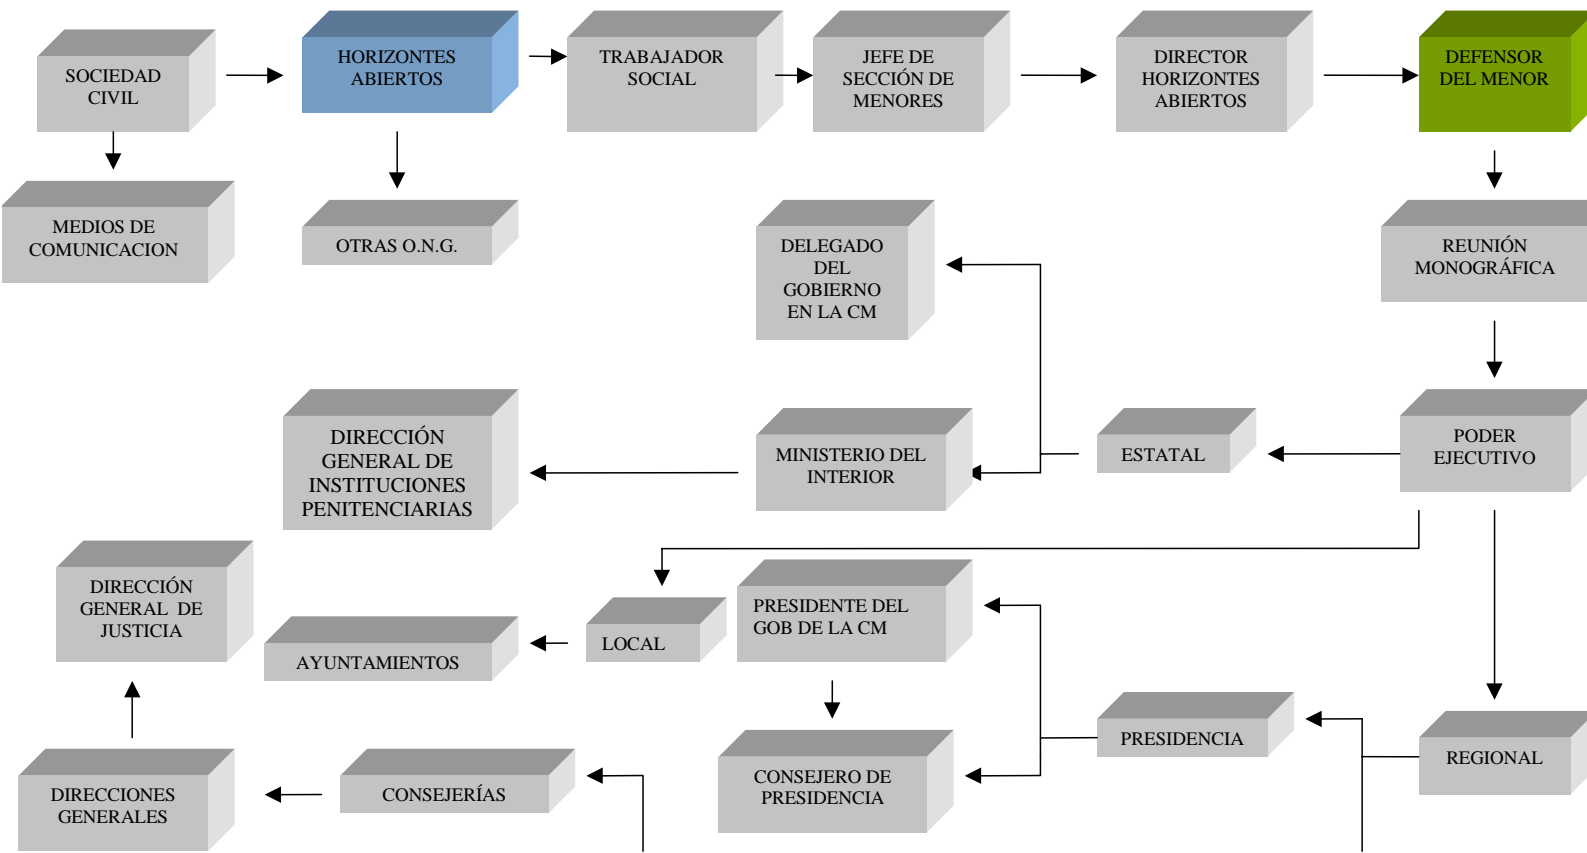 SOCIEDAD
CIVIL
HORIZONTES
ABIERTOS
TRABAJADOR
SOCIAL
JEFE DE
SECCIÓN DE
MENORES
DIRECTOR
HORIZONTES
ABIERTOS
DEFENSOR
DEL MENOR
MEDIOS DE
COMUNICACION
OTRAS O.N.G.
DELEGADO
DEL
GOBIERNO
EN LA CM
REUNIÓN
MONOGRÁFICA
DIRECCIÓN
GENERAL DE
INSTITUCIONES
PENITENCIARIAS
MINISTERIO DEL
INTERIOR
ESTATAL
PODER
EJECUTIVO
DIRECCIÓN
GENERAL DE
JUSTICIA
AYUNTAMIENTOS
LOCAL
PRESIDENTE DEL
GOB DE LA CM
PRESIDENCIA
REGIONAL
DIRECCIONES
GENERALES
CONSEJERÍAS
CONSEJERO DE
PRESIDENCIA